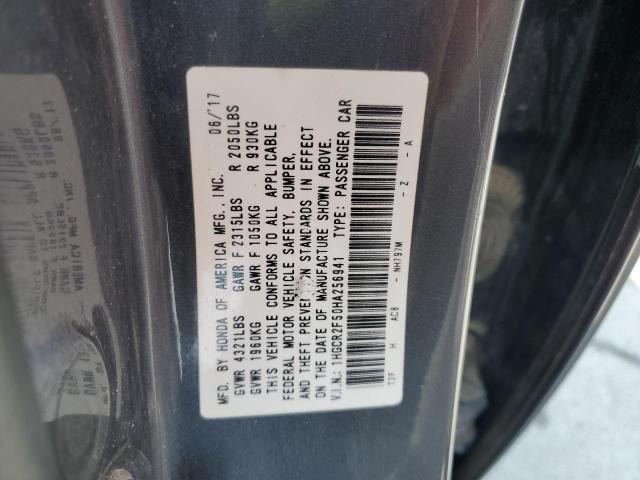 MFD. BY HONDA OF AMERICA MFG., INC. 06/17
GVWR 4321LBS GAWR F 2315LBS R 2050LBS
GVWR 1960KG GAWR F 1050KG R 930KG
THIS VEHICLE CONFORMS TO ALL APPLICABLE
FEDERAL MOTOR VEHICLE SAFETY, BUMPER,
AND THEFT PREVENTION STANDARDS IN EFFECT
ON THE DATE OF MANUFACTURE SHOWN ABOVE.
V.I.N.: 1HGCR2F50HA256941 TYPE: PASSENGER CAR
T2F H AC8 - NH797M - Z - A